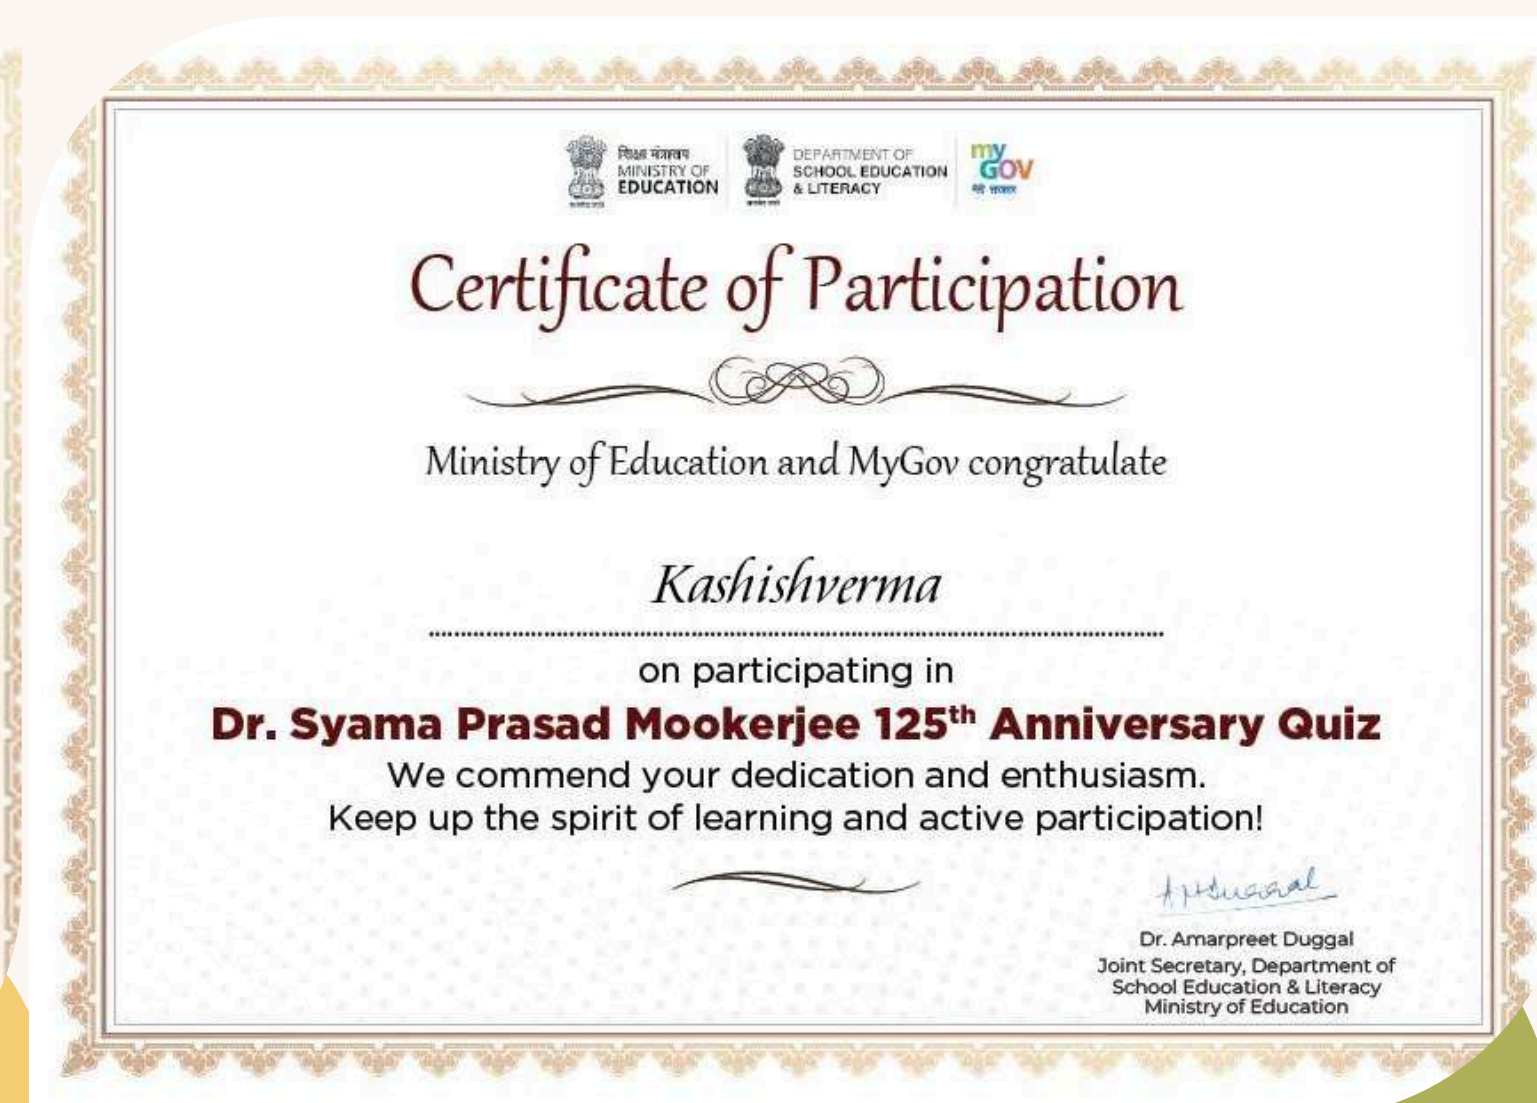 शिक्षा मंत्रालय
MINISTRY OF
EDUCATION
DEPARTMENT OF
SCHOOL EDUCATION
& LITERACY
my
GOV
मेरी सरकार
Certificate of Participation
Ministry of Education and MyGov congratulate
Kashishverma
on participating in
Dr. Syama Prasad Mookerjee 125th Anniversary Quiz
We commend your dedication and enthusiasm.
Keep up the spirit of learning and active participation!
Dr. Amarpreet Duggal
Joint Secretary, Department of
School Education & Literacy
Ministry of Education